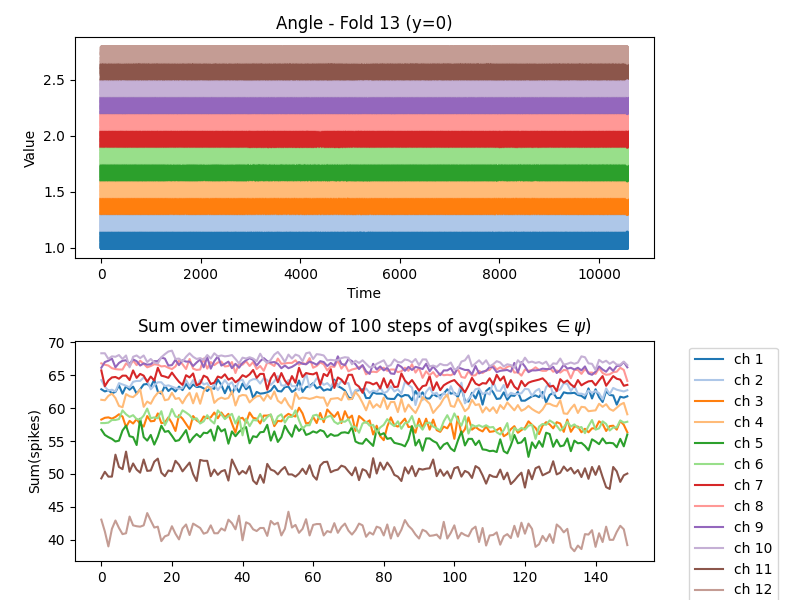 Angle - Fold 13 (y=0)
Value
2.5
2.0
1.5
1.0
0 2000 4000 6000 8000 10000
Time
Sum over timewindow of 100 steps of avg(spikes ∈ψ)
Sum(spikes)
70
65
60
55
50
45
40
0 20 40 60 80 100 120 140
ch 1
ch 2
ch 3
ch 4
ch 5
ch 6
ch 7
ch 8
ch 9
ch 10
ch 11
ch 12